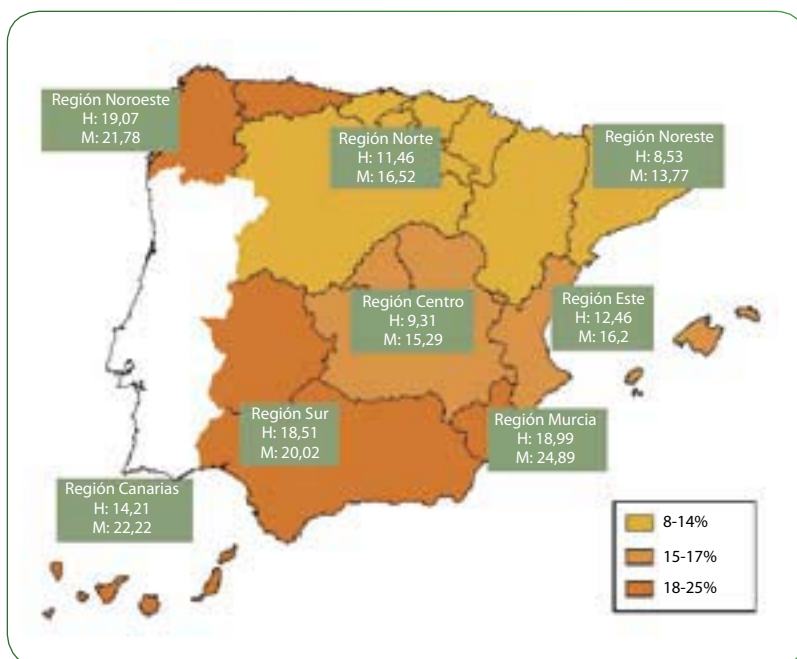 Región Noroeste
H: 19,07
M: 21,78
Región Norte
H: 11,46
M: 16,52
Región Noreste
H: 8,53
M: 13,77
Región Centro
H: 9,31
M: 15,29
Región Este
H: 12,46
M: 16,2
Región Sur
H: 18,51
M: 20,02
Región Murcia
H: 18,99
M: 24,89
Región Canarias
H: 14,21
M: 22,22
8-14%
15-17%
18-25%